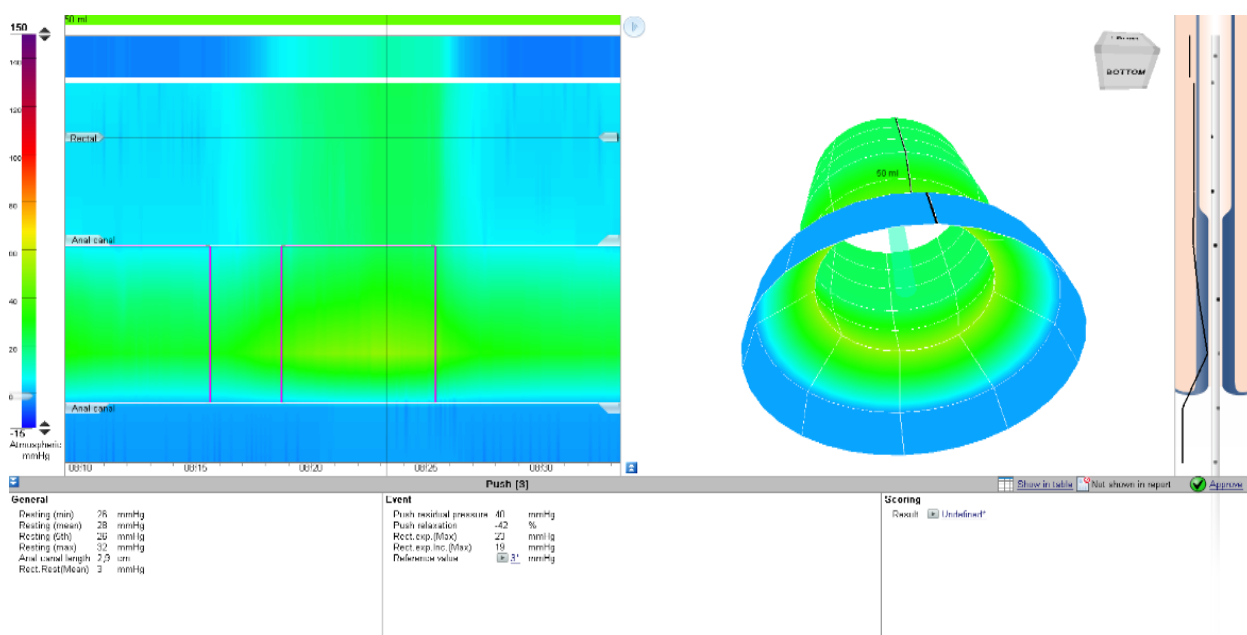 50 ml
150
140
120
100
80
60
40
20
0
-15
Atmospheric
mmHg
Rectal
Anal canal
Anal canal
08:10 08:15 08:20 08:25 08:30
50 ml
BOTTOM
Push [3]
Show in table Not shown in report Approve
General
Resting (min) 26 mmHg
Resting (mean) 28 mmHg
Resting (5th) 26 mmHg
Resting (max) 32 mmHg
Anal canal length 2,9 cm
Rect.Rest(Mean) 3 mmHg
Event
Push residual pressure 40 mmHg
Push relaxation -42 %
Rect.exp.(Max) 23 mmHg
Rect.exp.Inc.(Max) 19 mmHg
Reference value 3* mmHg
Scoring
Result Undefined*